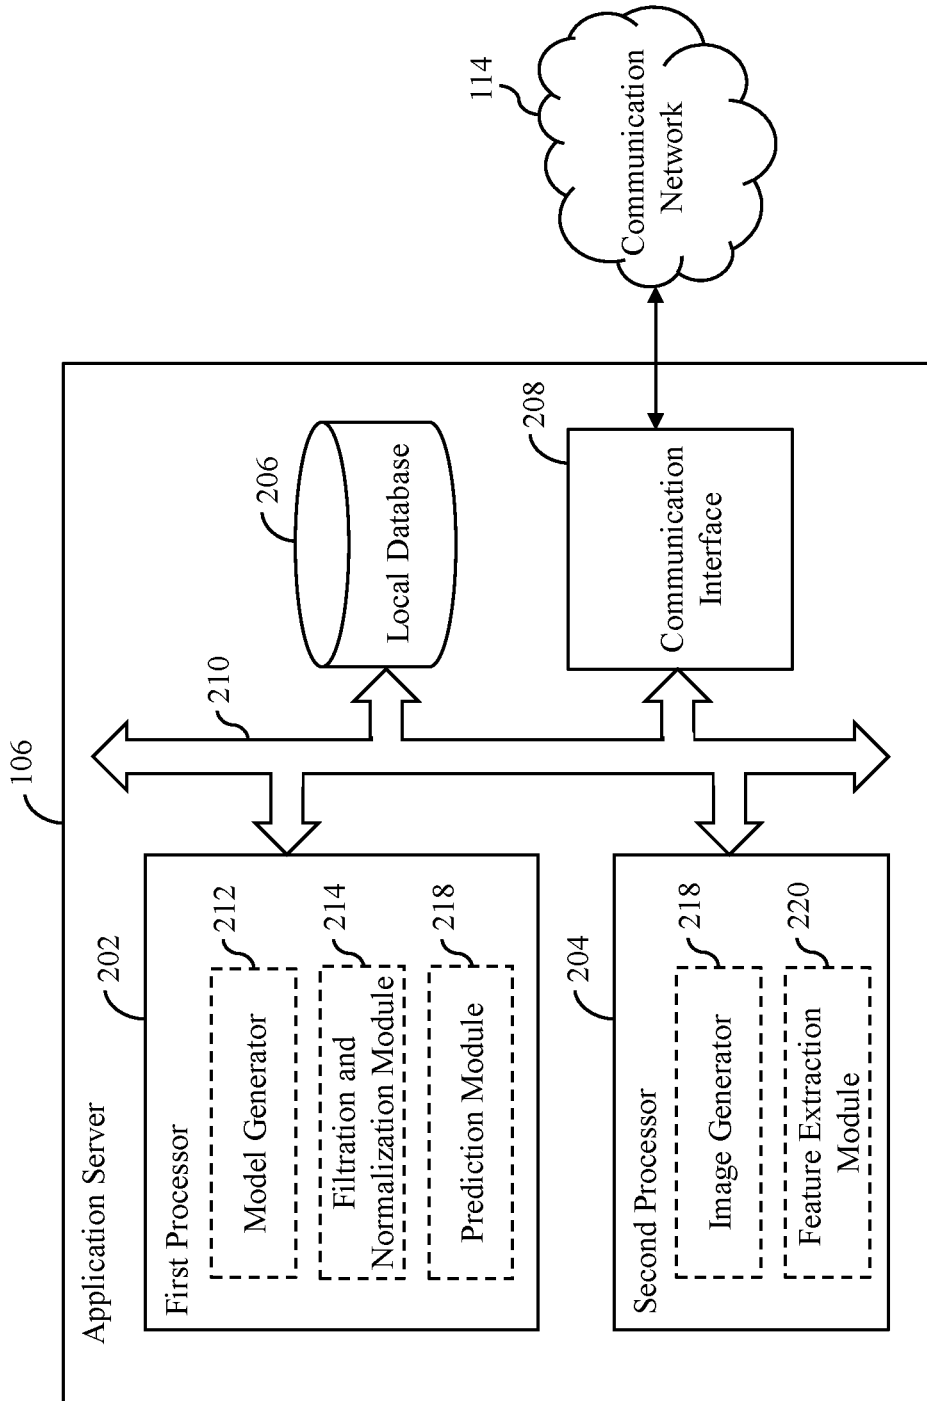 106
Application Server
202
First Processor
212
Model Generator
214
Filtration and
Normalization Module
218
Prediction Module
204
Second Processor
218
Image Generator
220
Feature Extraction
Module
210
206
Local Database
208
Communication
Interface
114
Communication
Network